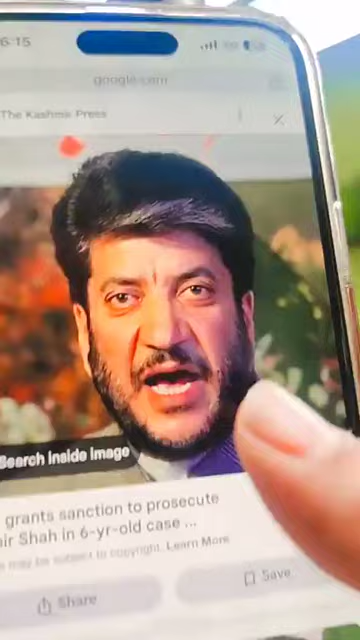 6:15
google.com
The Kashmir Press
Search Inside Image
grants sanction to prosecute
ir Shah in 6-yr-old case ...
may be subject to copyright. Learn More
Share
Save